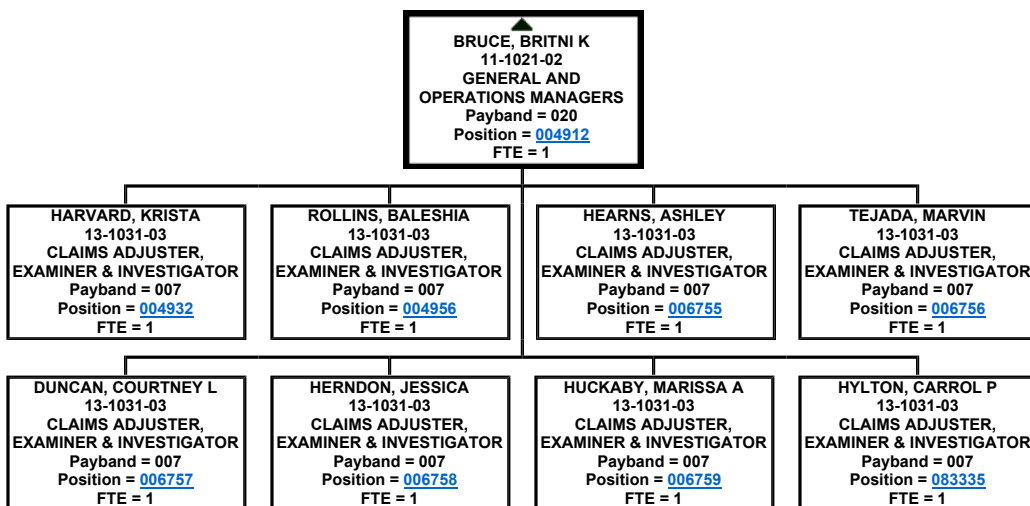 BRUCE, BRITNI K
11-1021-02
GENERAL AND
OPERATIONS MANAGERS
Payband = 020
Position = 004912
FTE = 1
HARVARD, KRISTA
13-1031-03
CLAIMS ADJUSTER,
EXAMINER & INVESTIGATOR
Payband = 007
Position = 004932
FTE = 1
ROLLINS, BALESHIA
13-1031-03
CLAIMS ADJUSTER,
EXAMINER & INVESTIGATOR
Payband = 007
Position = 004956
FTE = 1
HEARNS, ASHLEY
13-1031-03
CLAIMS ADJUSTER,
EXAMINER & INVESTIGATOR
Payband = 007
Position = 006755
FTE = 1
TEJADA, MARVIN
13-1031-03
CLAIMS ADJUSTER,
EXAMINER & INVESTIGATOR
Payband = 007
Position = 006756
FTE = 1
DUNCAN, COURTNEY L
13-1031-03
CLAIMS ADJUSTER,
EXAMINER & INVESTIGATOR
Payband = 007
Position = 006757
FTE = 1
HERNDON, JESSICA
13-1031-03
CLAIMS ADJUSTER,
EXAMINER & INVESTIGATOR
Payband = 007
Position = 006758
FTE = 1
HUCKABY, MARISSA A
13-1031-03
CLAIMS ADJUSTER,
EXAMINER & INVESTIGATOR
Payband = 007
Position = 006759
FTE = 1
HYLTON, CARROL P
13-1031-03
CLAIMS ADJUSTER,
EXAMINER & INVESTIGATOR
Payband = 007
Position = 083335
FTE = 1